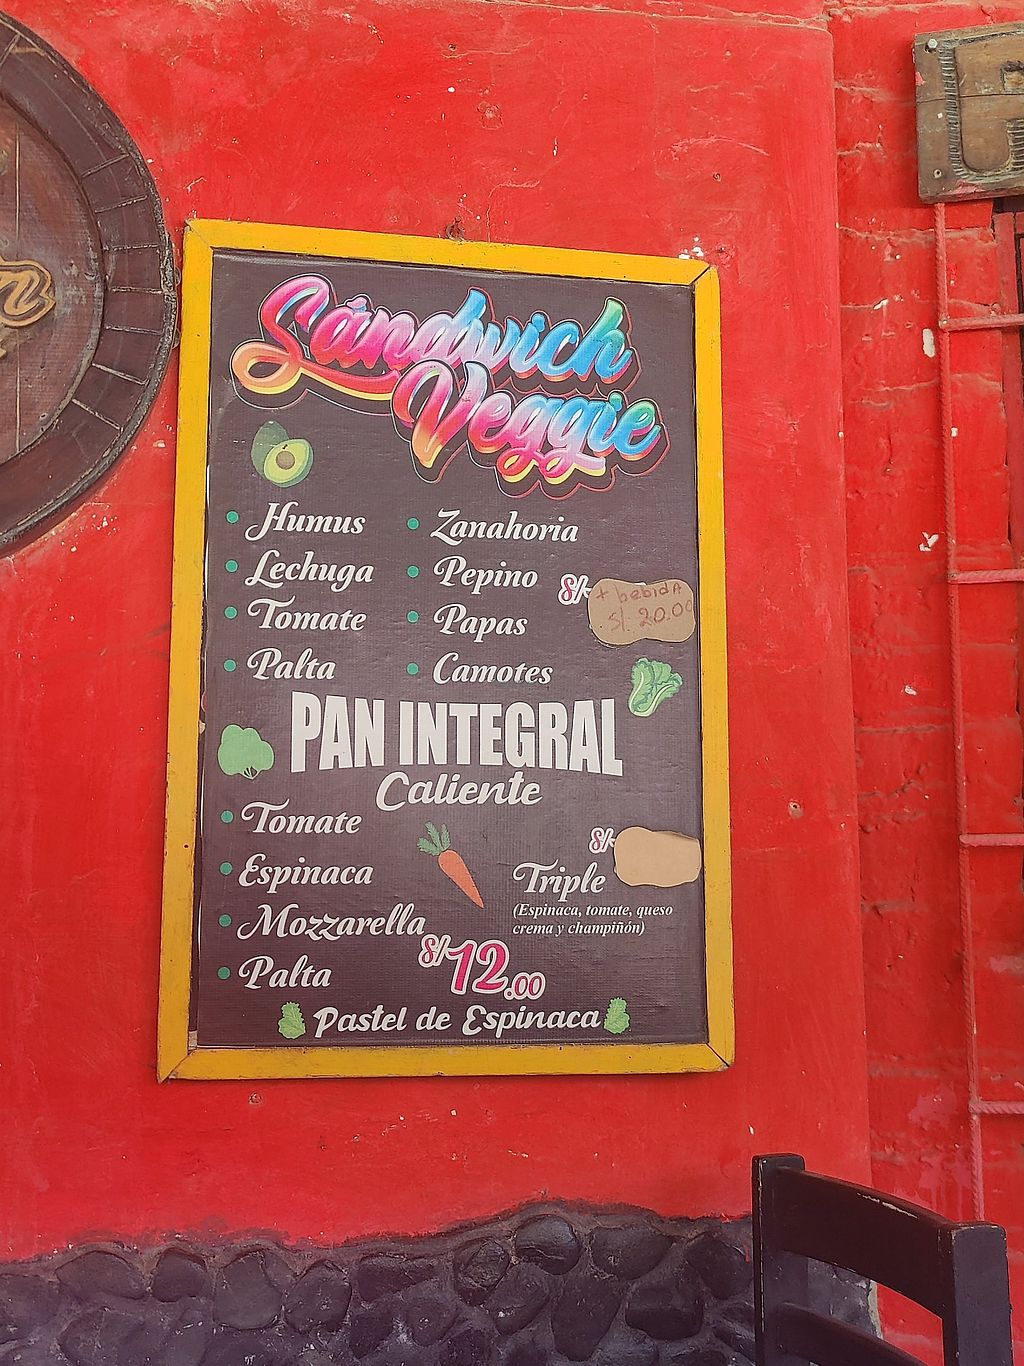 Sándwich
Veggie
Humus
Lechuga
Tomate
Palta
Zanahoria
Pepino
Papas
Camotes
S/.
+ bebidA
S/. 20.00
PAN INTEGRAL
Caliente
Tomate
Espinaca
Mozzarella
Palta
S/.
Triple
(Espinaca, tomate, queso
crema y champiñón)
S/.12.00
Pastel de Espinaca